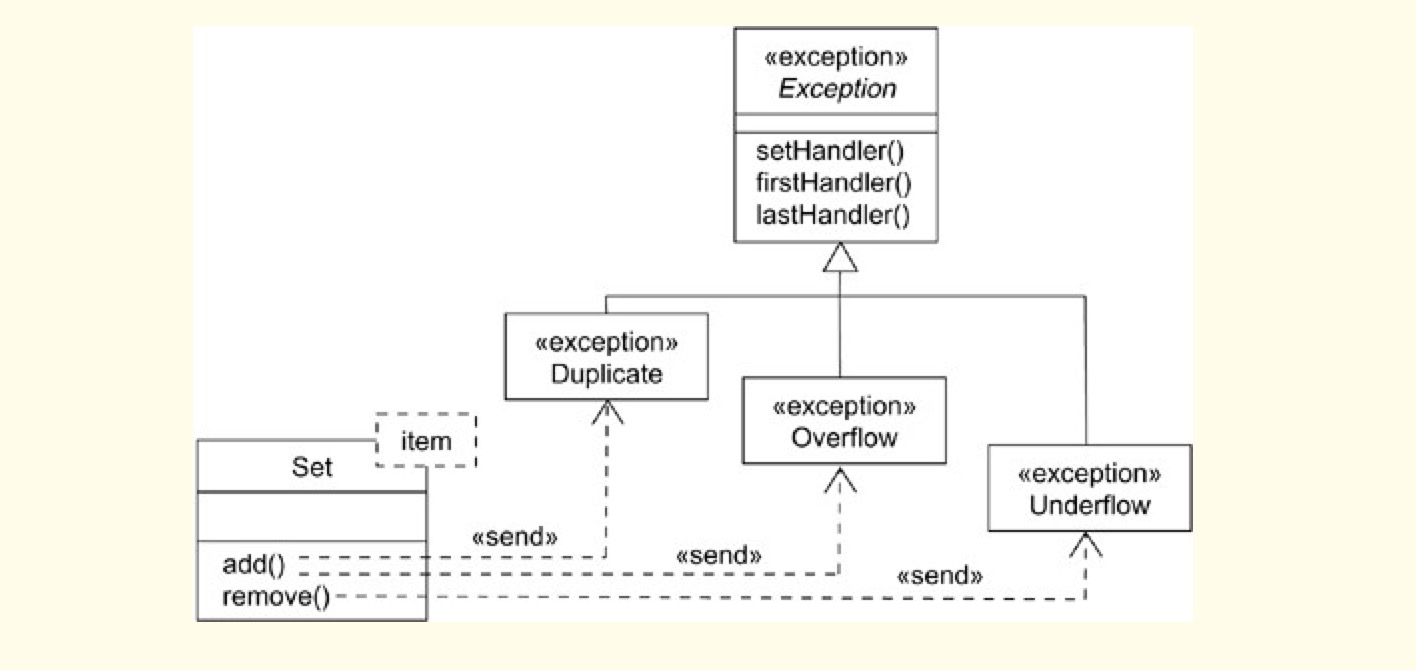 «exception»
Exception
setHandler()
firstHandler()
lastHandler()
«exception»
Duplicate
«exception»
Overflow
«exception»
Underflow
item
Set
«send»
«send»
«send»
add()
remove()